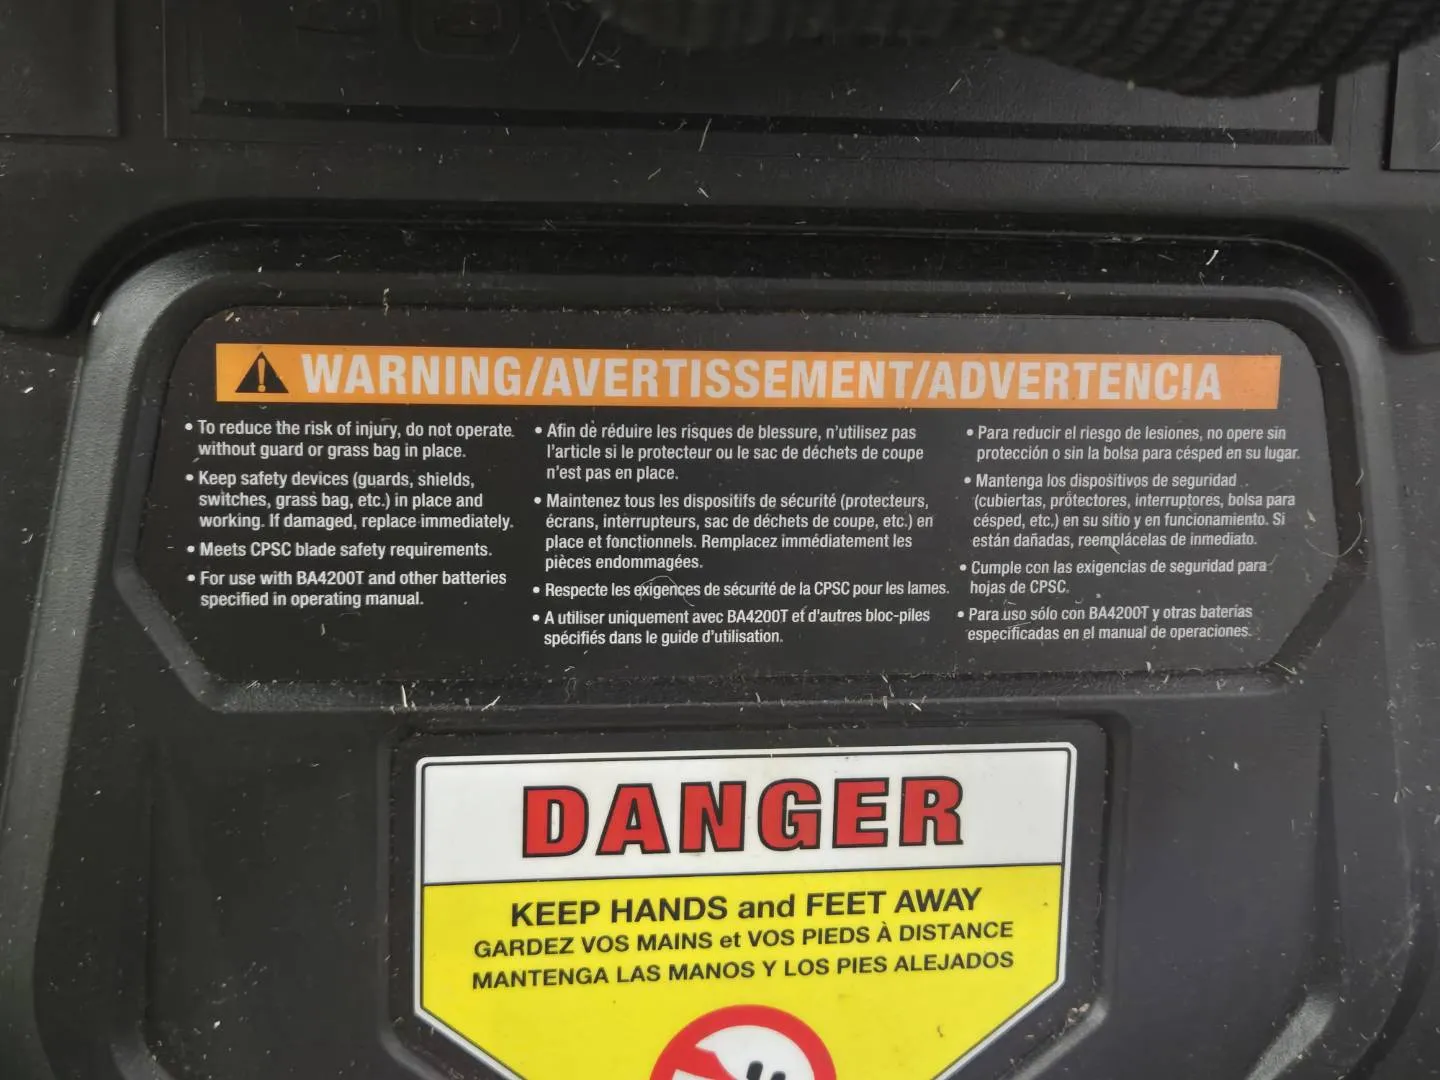 WARNING/AVERTISSEMENT/ADVERTENCIA
• To reduce the risk of injury, do not operate
without guard or grass bag in place.
• Keep safety devices (guards, shields,
switches, grass bag, etc.) in place and
working. If damaged, replace immediately.
• Meets CPSC blade safety requirements.
• For use with BA4200T and other batteries
specified in operating manual.
• Afin de réduire les risques de blessure, n'utilisez pas
l'article si le protecteur ou le sac de déchets de coupe
n'est pas en place.
• Maintenez tous les dispositifs de sécurité (protecteurs,
écrans, interrupteurs, sac de déchets de coupe, etc.) en
place et fonctionnels. Remplacez immédiatement les
pièces endommagées.
• Respecte les exigences de sécurité de la CPSC pour les lames.
• A utiliser uniquement avec BA4200T et d'autres bloc-piles
spécifiés dans le guide d'utilisation.
• Para reducir el riesgo de lesiones, no opere sin
protección o sin la bolsa para césped en su lugar.
• Mantenga los dispositivos de seguridad
(cubiertas, protectores, interruptores, bolsa para
césped, etc.) en su sitio y en funcionamiento. Si
están dañadas, reemplácelas de inmediato.
• Cumple con las exigencias de seguridad para
hojas de CPSC.
• Para uso sólo con BA4200T y otras baterías
especificadas en el manual de operaciones.
DANGER
KEEP HANDS and FEET AWAY
GARDEZ VOS MAINS et VOS PIEDS À DISTANCE
MANTENGA LAS MANOS Y LOS PIES ALEJADOS